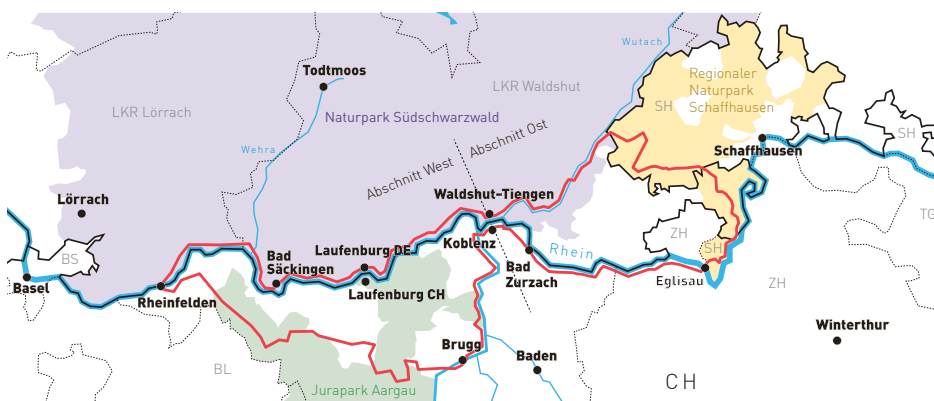 Wutach
Todtmoos
LKR Waldshut
Regionaler
Naturpark
Schaffhausen
SH
LKR Lörrach
Naturpark Südschwarzwald
Abschnitt Ost
SH
Wehra
Abschnitt West
Schaffhausen
Lörrach
Waldshut-Tiengen
TG
BS
Laufenburg DE
Koblenz
Rhein
ZH
SH
Bad
Säckingen
Bad
Zurzach
Basel
Rheinfelden
Laufenburg CH
Eglisau
ZH
Winterthur
Brugg
Baden
BL
CH
Jurapark Aargau